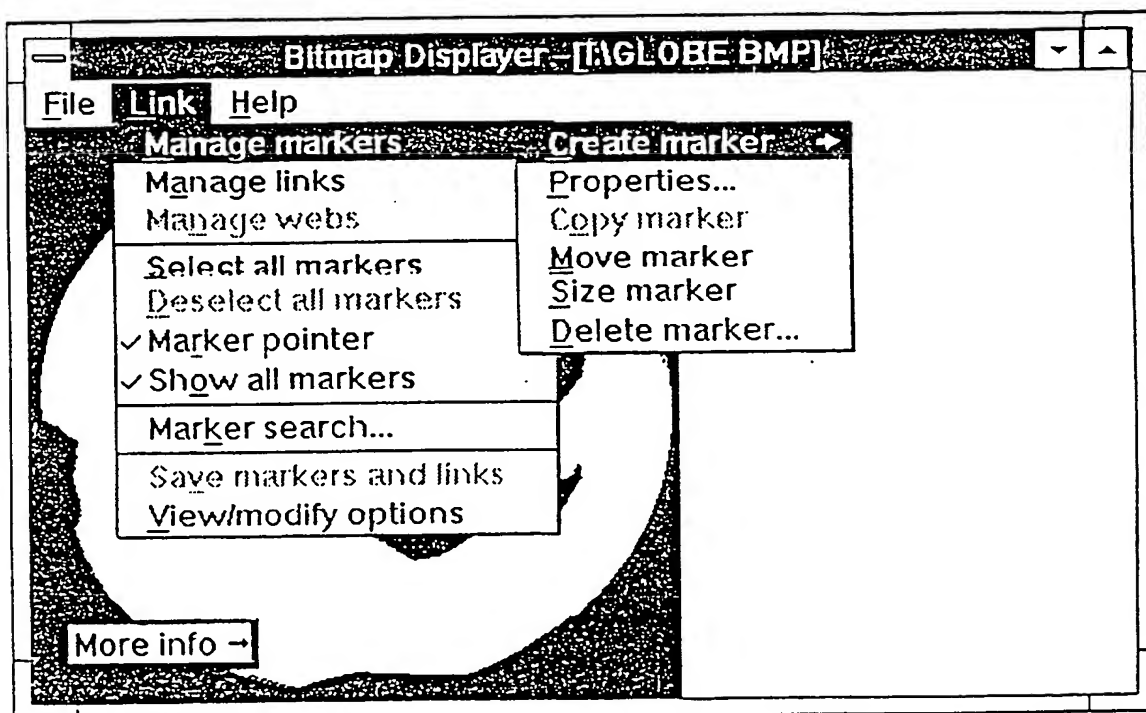 Bitmap Displayer-[I:\GLOBE BMP]
File Link Help
Manage markers
Manage links
Manage webs
Select all markers
Deselect all markers
✓ Marker pointer
✓ Show all markers
Marker search...
Save markers and links
View/modify options
Create marker →
Properties...
Copy marker
Move marker
Size marker
Delete marker...
More info →